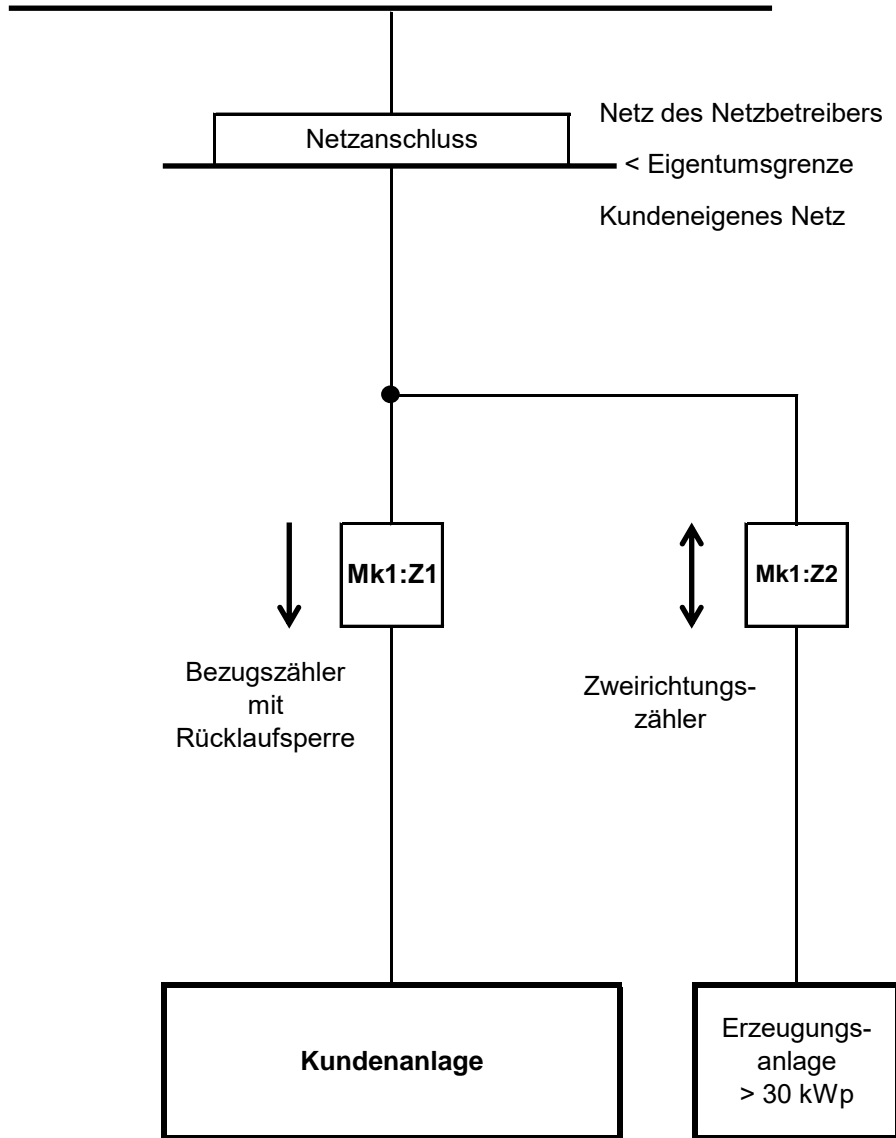 Netzanschluss
Netz des Netzbetreibers
< Eigentumsgrenze
Kundeneigenes Netz
Mk1:Z1
Mk1:Z2
Bezugszähler
mit
Rücklaufsperre
Zweirichtungs-
zähler
Kundenanlage
Erzeugungs-
anlage
> 30 kWp